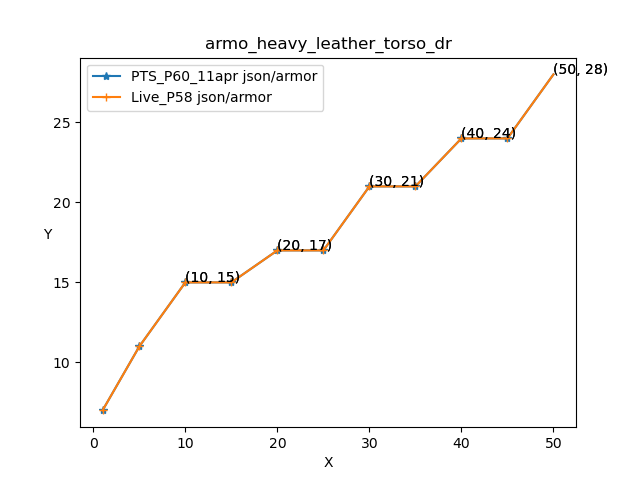 armo_heavy_leather_torso_dr
PTS_P60_11apr json/armor
Live_P58 json/armor
(50, 28)
(40, 24)
(30, 21)
(20, 17)
(10, 15)
25
20
15
10
Y
0 10 20 30 40 50
X